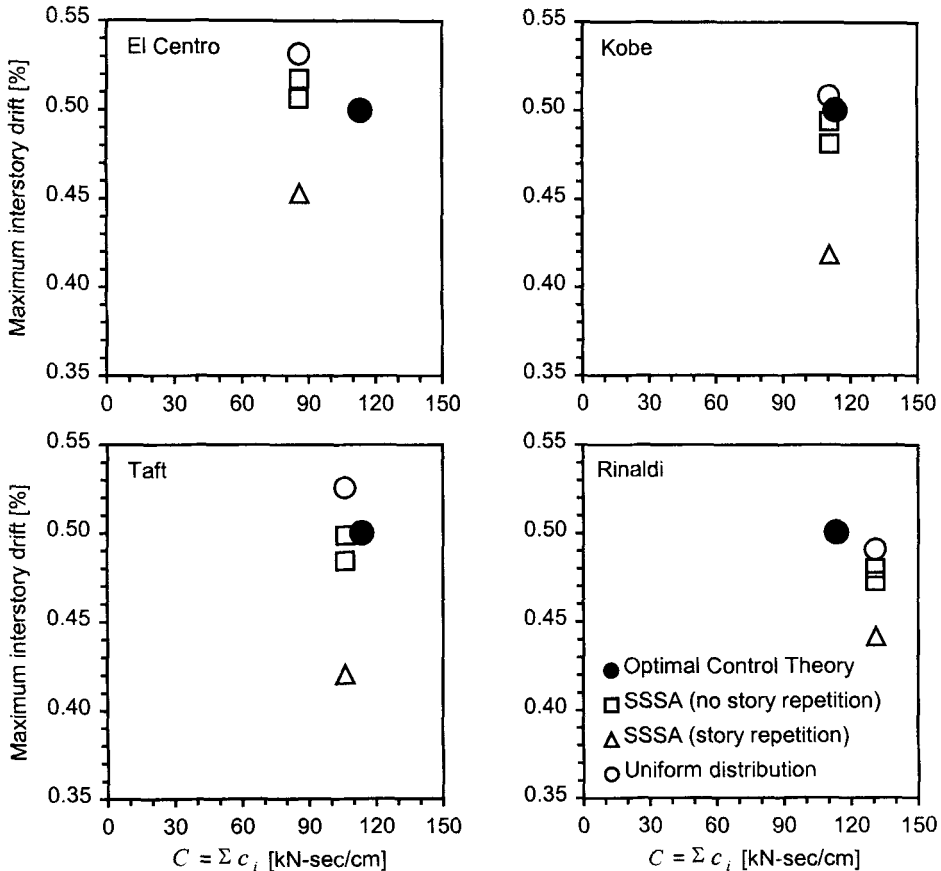 Maximum interstory drift [%]
0.55
0.50
0.45
0.40
0.35
El Centro
0 30 60 90 120 150
0.55
0.50
0.45
0.40
0.35
Kobe
0 30 60 90 120 150
Maximum interstory drift [%]
0.55
0.50
0.45
0.40
0.35
Taft
0 30 60 90 120 150
C = Σ c i [kN-sec/cm]
0.55
0.50
0.45
0.40
0.35
Rinaldi
Optimal Control Theory
SSSA (no story repetition)
SSSA (story repetition)
Uniform distribution
0 30 60 90 120 150
C = Σ c i [kN-sec/cm]